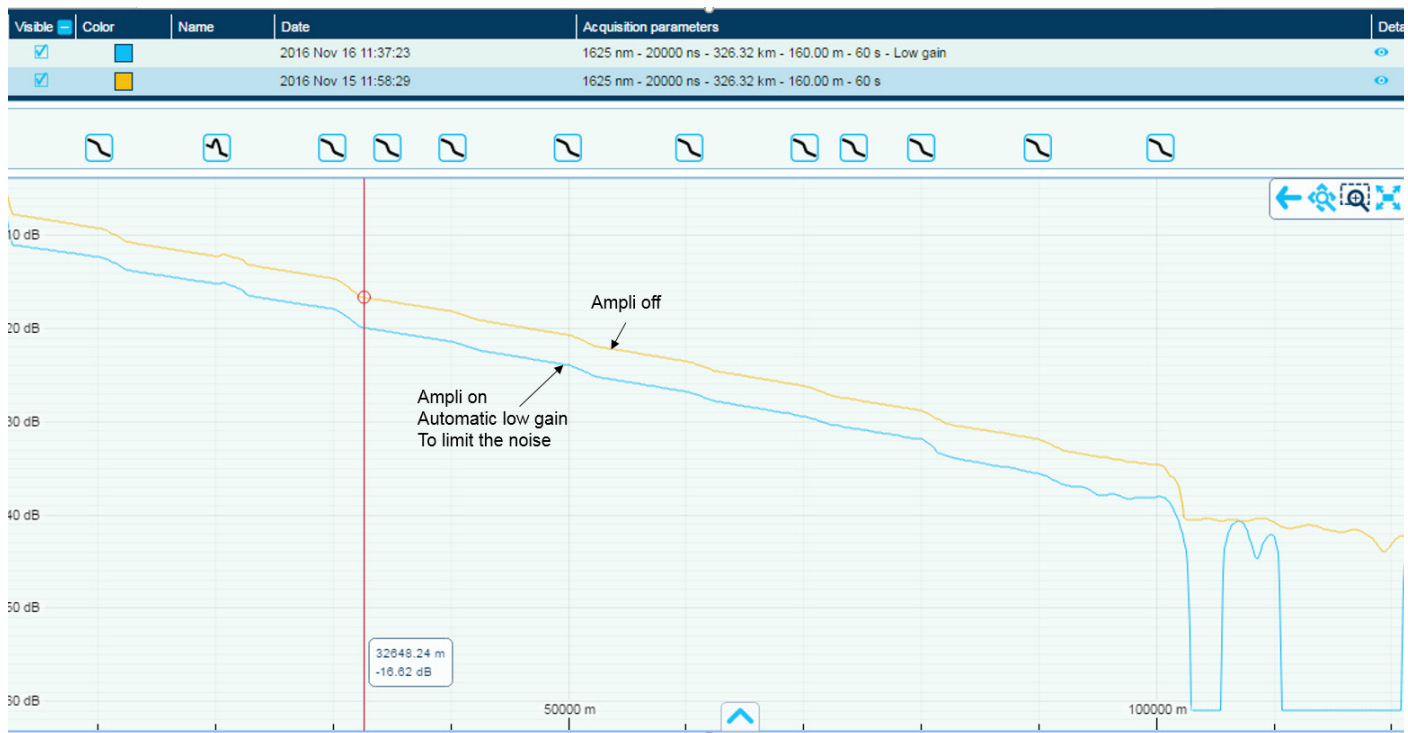 Visible Color Name Date Acquisition parameters Deta
2016 Nov 16 11:37:23 1625 nm - 20000 ns - 326.32 km - 160.00 m - 60 s - Low gain
2016 Nov 15 11:58:29 1625 nm - 20000 ns - 326.32 km - 160.00 m - 60 s
10 dB
Ampli off
20 dB
Ampli on
Automatic low gain
To limit the noise
30 dB
40 dB
50 dB
32648.24 m
-16.62 dB
60 dB
50000 m
100000 m